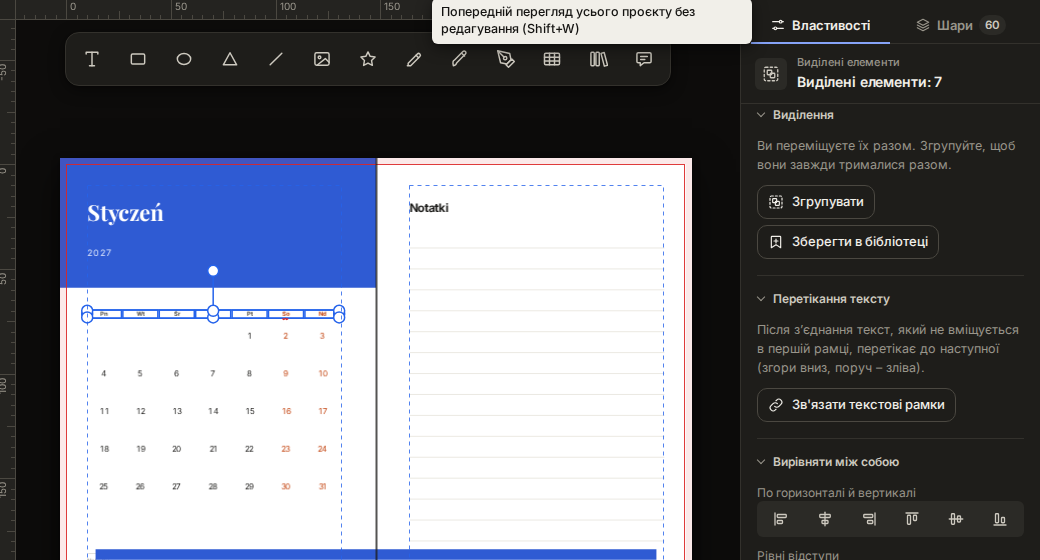 0
50
100
150
Попередній перегляд усього проєкту без
редагування (Shift+W)
Властивості
Шари 60
Виділені елементи
Виділені елементи: 7
Виділення
Ви переміщуєте їх разом. Згрупуйте, щоб
вони завжди трималися разом.
Згрупувати
Зберегти в бібліотеці
Перетікання тексту
Після з'єднання текст, який не вміщується
в першій рамці, перетікає до наступної
(згори вниз, поруч – зліва).
Зв'язати текстові рамки
Вирівняти між собою
По горизонталі й вертикалі
Рівні відступи
-50
0
50
100
150
Styczeń
2027
Pn Wt Śr Pt So Nd
1 2 3
4 5 6 7 8 9 10
11 12 13 14 15 16 17
18 19 20 21 22 23 24
25 26 27 28 29 30 31
Notatki